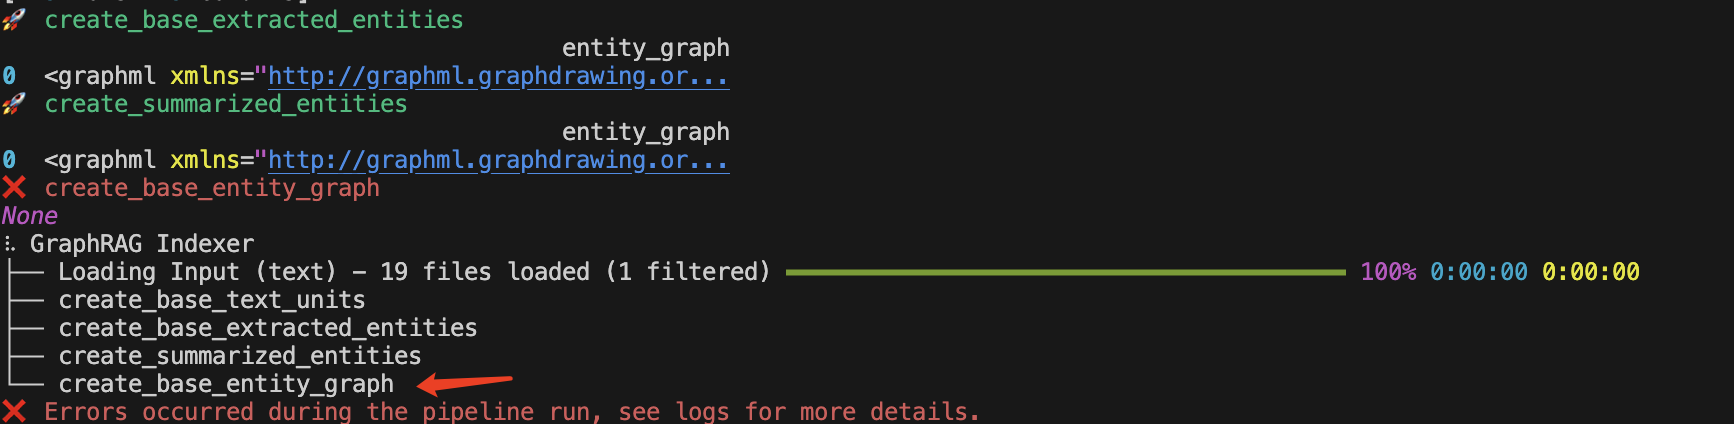 🚀 create_base_extracted_entities
entity_graph
0 <graphml xmlns="http://graphml.graphdrawing.or...
🚀 create_summarized_entities
entity_graph
0 <graphml xmlns="http://graphml.graphdrawing.or...
❌ create_base_entity_graph
None
GraphRAG Indexer
├── Loading Input (text) - 19 files loaded (1 filtered) 100% 0:00:00 0:00:00
├── create_base_text_units
├── create_base_extracted_entities
├── create_summarized_entities
└── create_base_entity_graph
❌ Errors occurred during the pipeline run, see logs for more details.